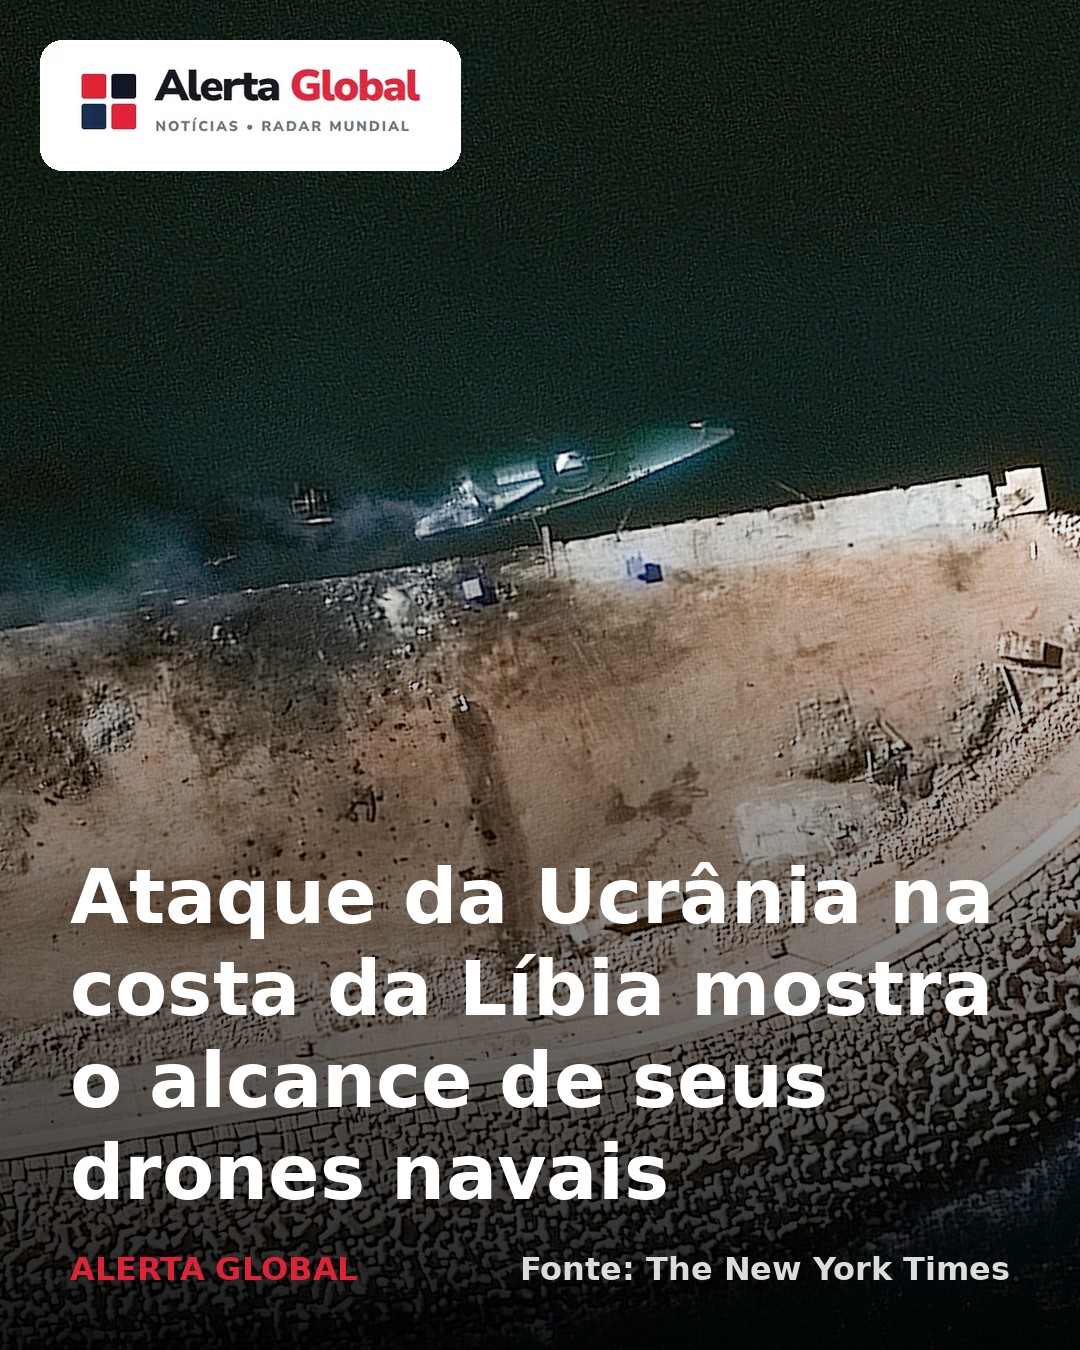 Alerta Global
NOTÍCIAS • RADAR MUNDIAL
Ataque da Ucrânia na
costa da Líbia mostra
o alcance de seus
drones navais
ALERTA GLOBAL
Fonte: The New York Times